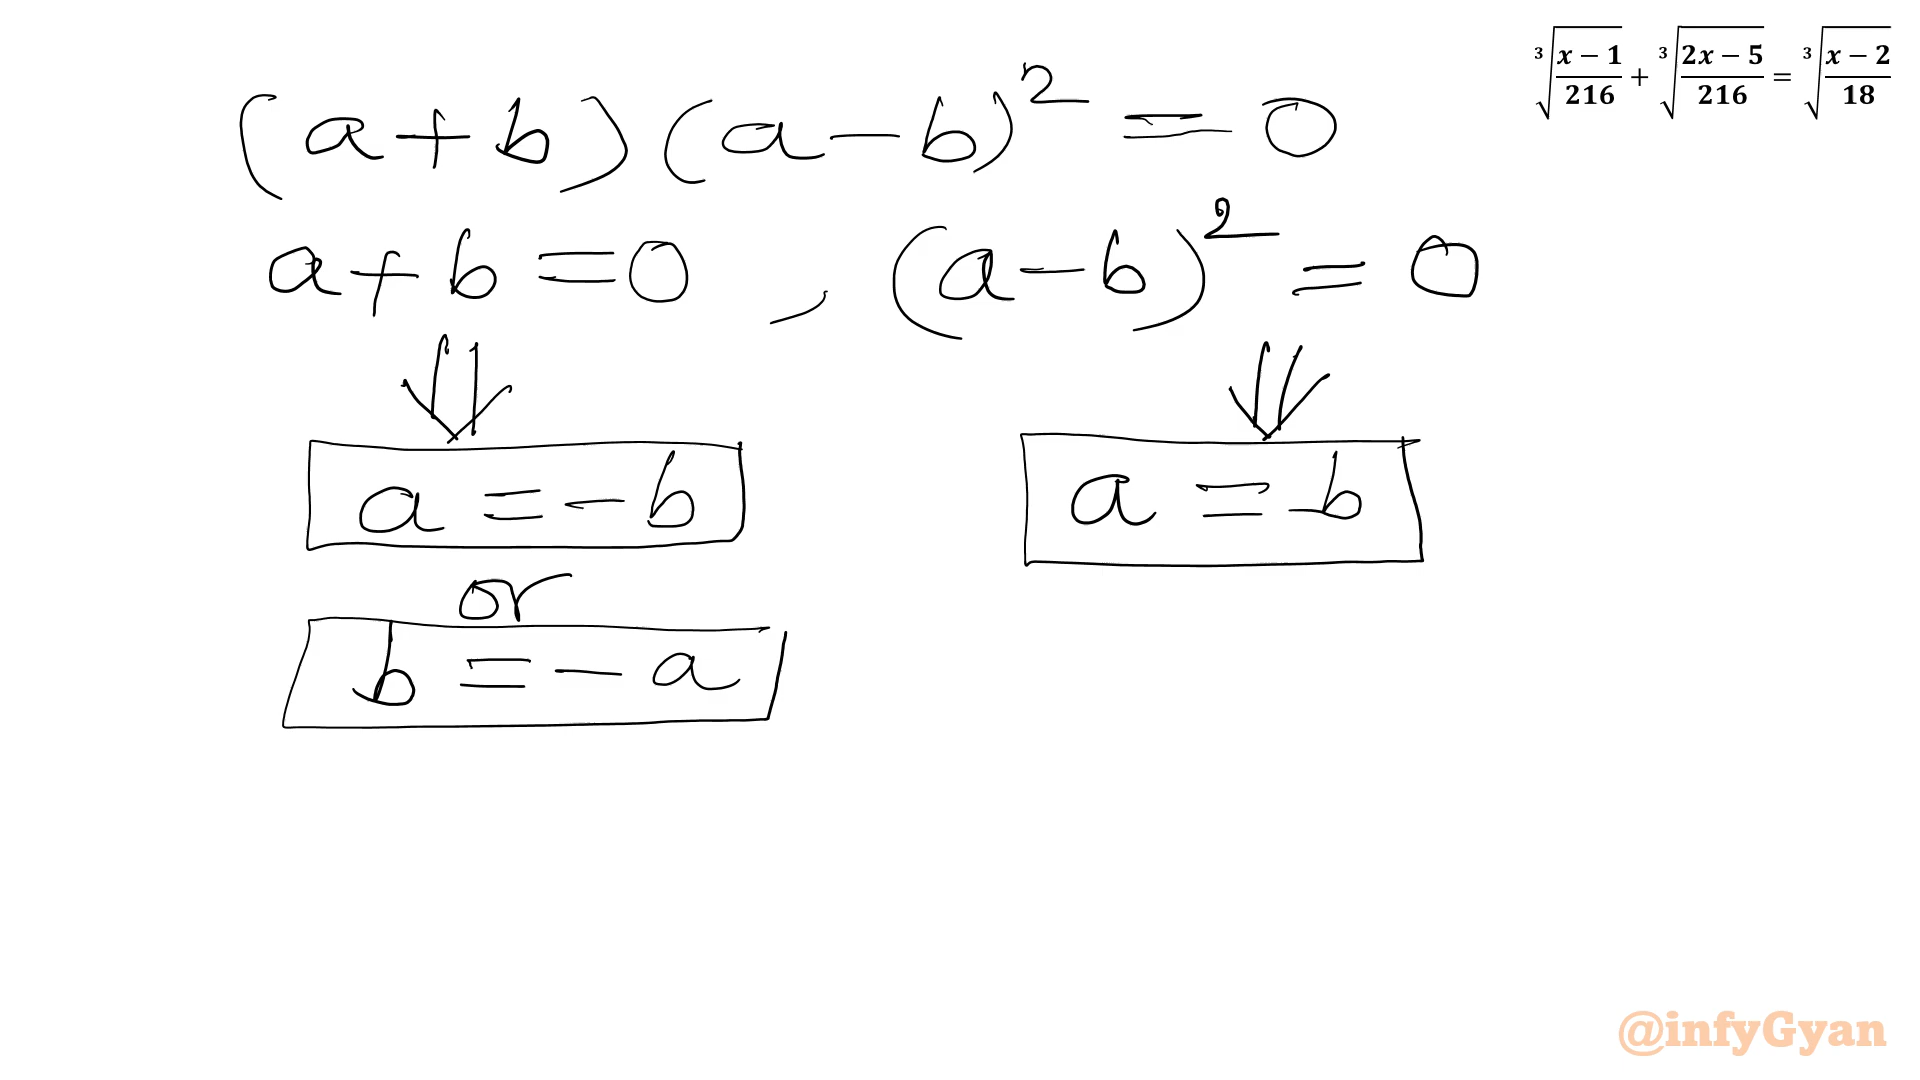 ∛((x − 1)/216) + ∛((2x − 5)/216) = ∛((x − 2)/18)
(a + b)(a − b)² = 0
a + b = 0 , (a − b)² = 0
a = − b
a = b
or
b = − a
@infyGyan